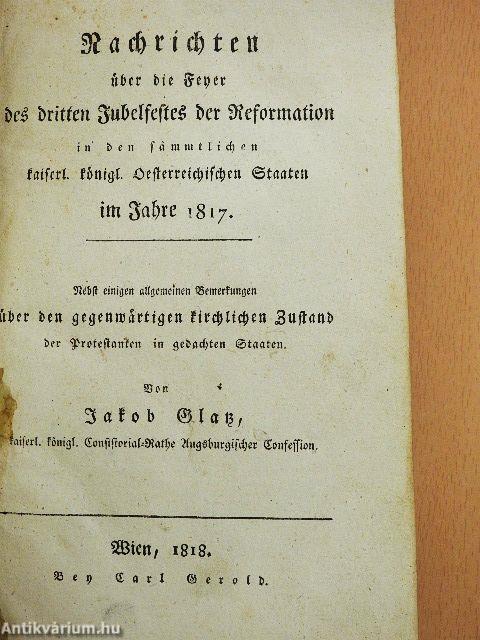 Nachrichten
über die Feyer
des dritten Jubelfestes der Reformation
in den sämmtlichen
kaiserl. königl. Oesterreichischen Staaten
im Jahre 1817.
Nebst einigen allgemeinen Bemerkungen
über den gegenwärtigen kirchlichen Zustand
der Protestanten in gedachten Staaten.
Von
Jakob Glatz,
kaiserl. königl. Consistorial-Rathe Augsburgischer Confession.
Wien, 1818.
Bey Carl Gerold.
Antikvárium.hu